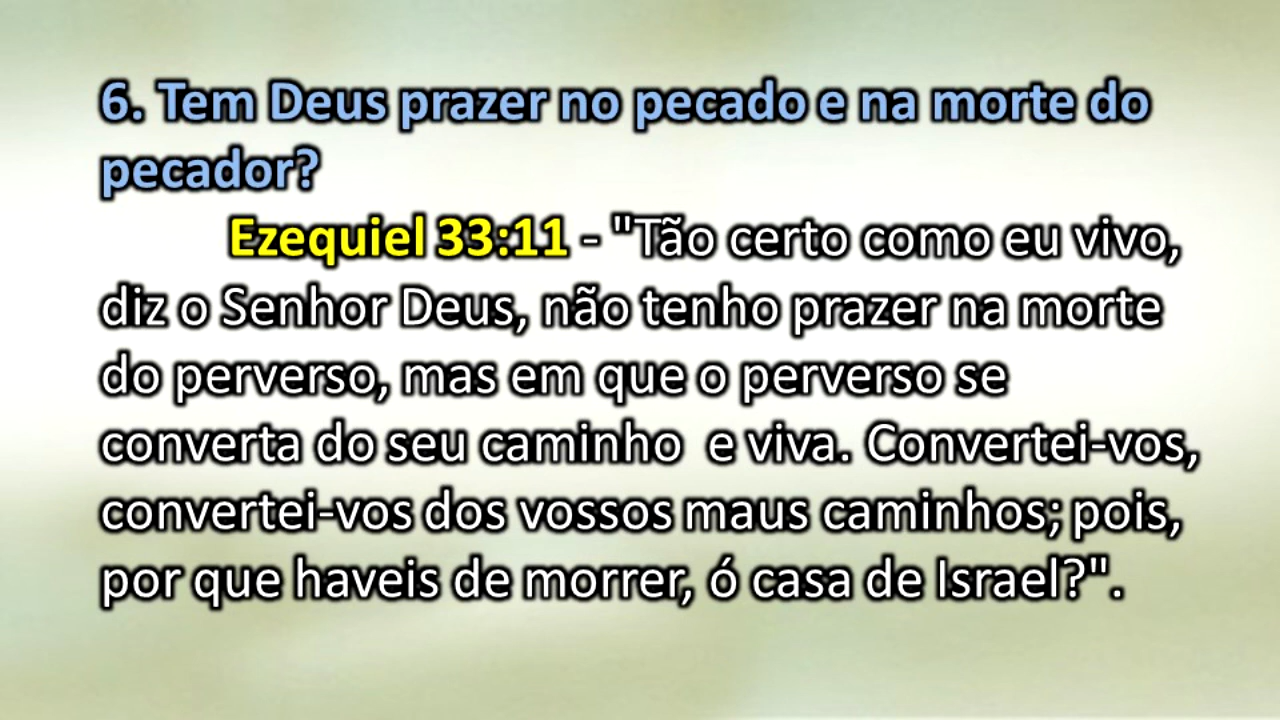 6. Tem Deus prazer no pecado e na morte do
pecador?
Ezequiel 33:11 - "Tão certo como eu vivo,
diz o Senhor Deus, não tenho prazer na morte
do perverso, mas em que o perverso se
converta do seu caminho  e viva. Convertei-vos,
convertei-vos dos vossos maus caminhos; pois,
por que haveis de morrer, ó casa de Israel?".